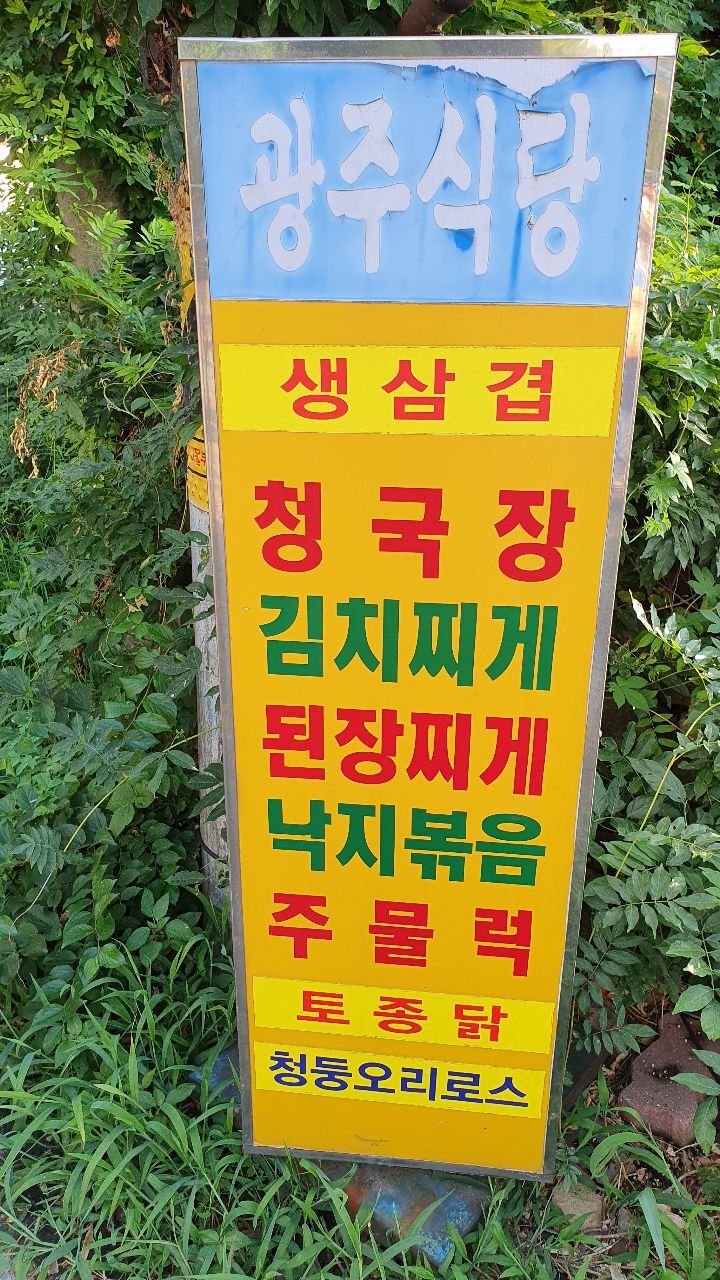 광주식당
생삼겹
청국장
김치찌게
된장찌게
낙지볶음
주물럭
토종닭
청둥오리로스